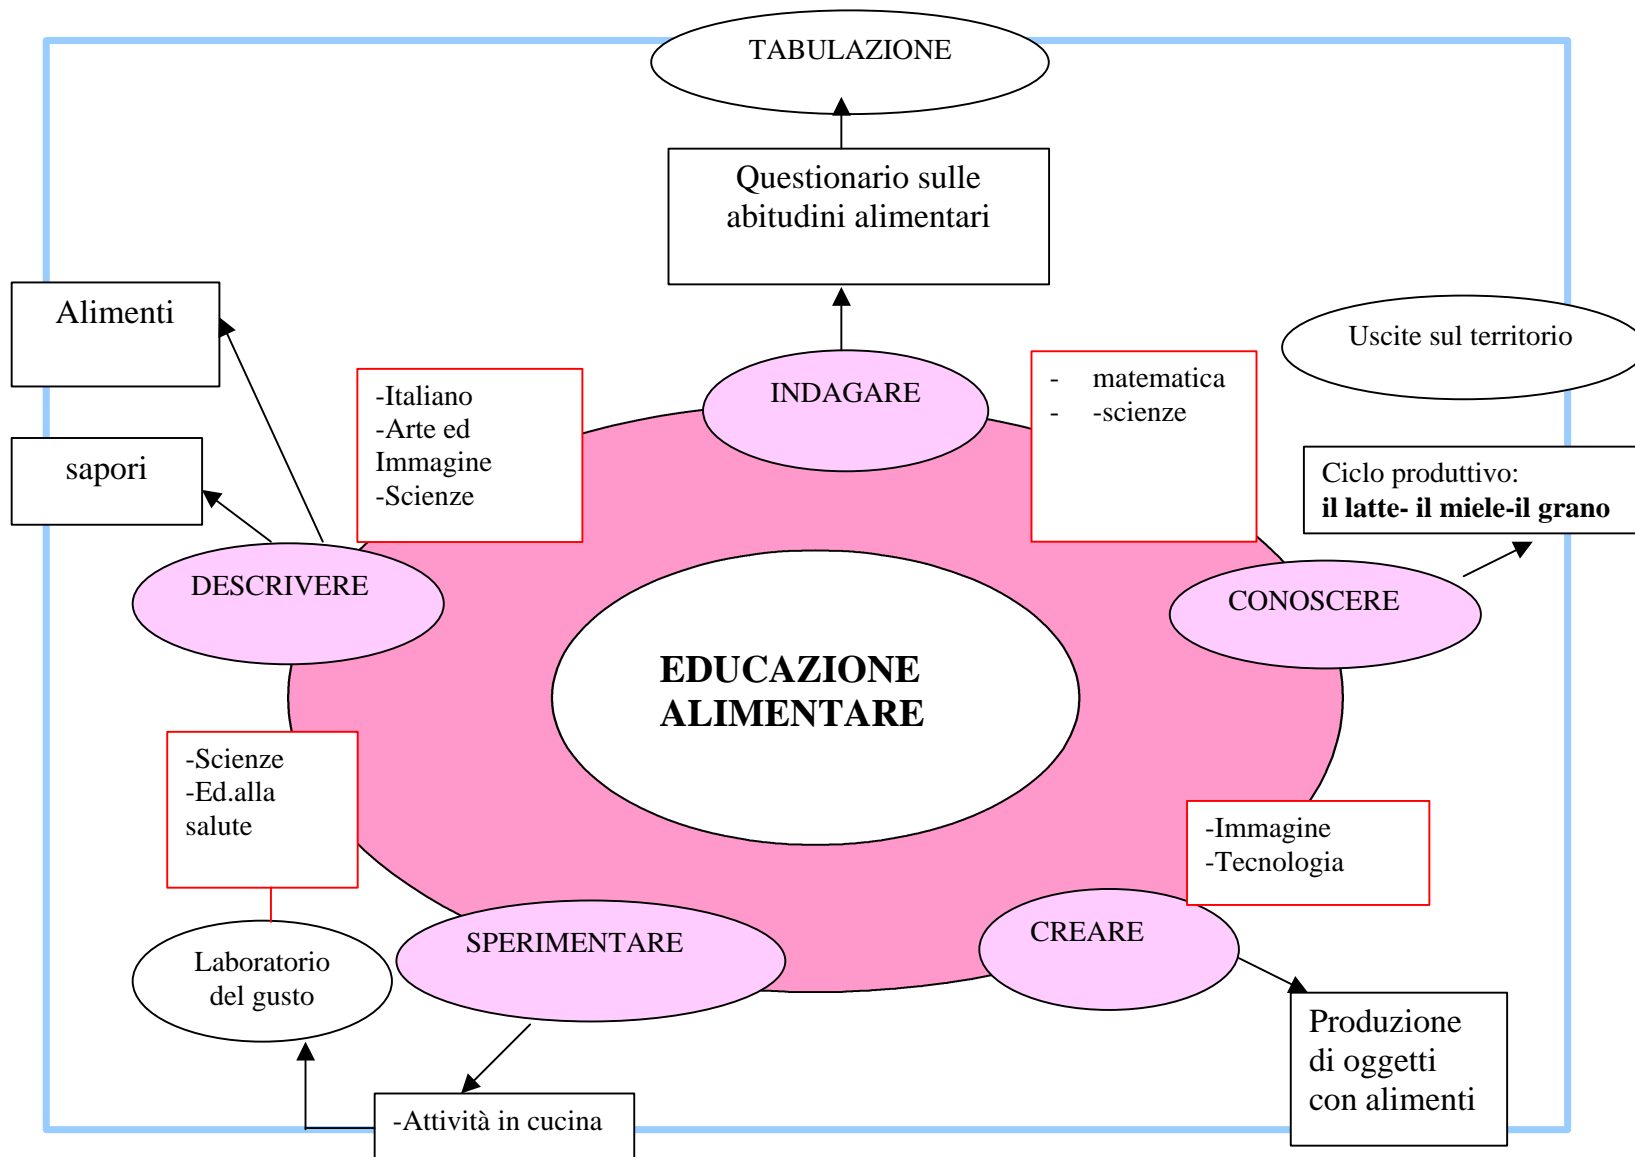 TABULAZIONE
Questionario sulle
abitudini alimentari
Alimenti
Uscite sul territorio
INDAGARE
-Italiano
-Arte ed
Immagine
-Scienze
- matematica
- -scienze
sapori
Ciclo produttivo:
il latte- il miele-il grano
DESCRIVERE
CONOSCERE
EDUCAZIONE
ALIMENTARE
-Scienze
-Ed.alla
salute
-Immagine
-Tecnologia
SPERIMENTARE
CREARE
Laboratorio
del gusto
Produzione
di oggetti
con alimenti
-Attività in cucina